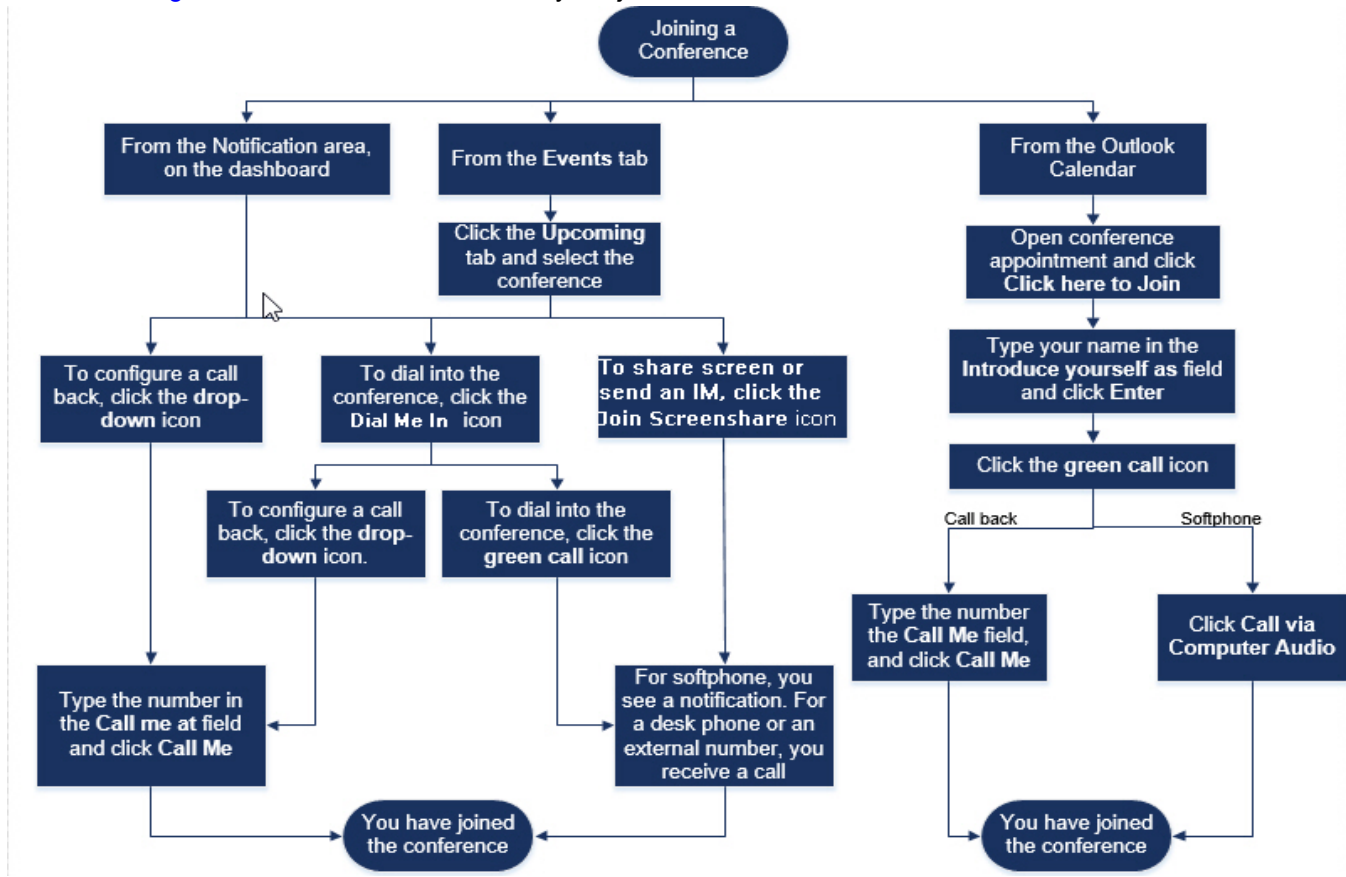 Joining a
Conference
From the Notification area,
on the dashboard
From the Events tab
From the Outlook
Calendar
Click the Upcoming
tab and select the
conference
Open conference
appointment and click
Click here to Join
To configure a call
back, click the drop-
down icon
To dial into the
conference, click the
Dial Me In icon
To share screen or
send an IM, click the
Join Screenshare icon
Type your name in the
Introduce yourself as field
and click Enter
Click the green call icon
To configure a call
back, click the drop-
down icon.
To dial into the
conference, click the
green call icon
Call back
Softphone
Type the number
the Call Me field,
and click Call Me
Click Call via
Computer Audio
Type the number in
the Call me at field
and click Call Me
For softphone, you
see a notification. For
a desk phone or an
external number, you
receive a call
You have joined
the conference
You have joined
the conference